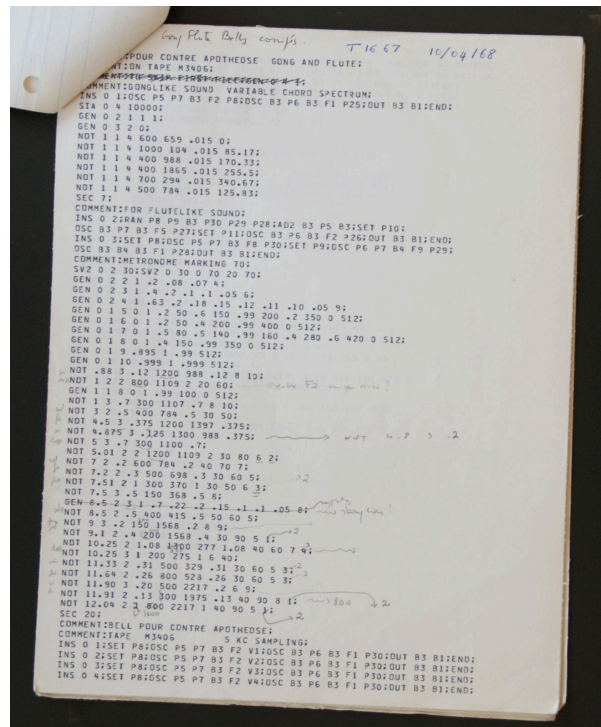 Gong Flute Bells
T 1667 10/04/68
:POUR CONTRE APOTHEOSE GONG AND FLUTE;
NT:ON TAPE M3406;
COMMENT:GONGLIKE SOUND VARIABLE CHORD SPECTRUM;
INS 0 1;OSC P5 P7 B3 F2 P8;OSC B3 P6 B3 F1 P25;OUT B3 B1;END;
SIA 0 4 10000;
GEN 0 2 1 1 1;
GEN 0 3 2 0;
NOT 1 1 4 600 659 .015 0;
NOT 1 1 4 1000 104 .015 85.17;
NOT 1 1 4 400 988 .015 170.33;
NOT 1 1 4 400 1865 .015 255.5;
NOT 1 1 4 700 294 .015 340.67;
NOT 1 1 4 500 784 .015 125.83;
SEC 7;
COMMENT:FOR FLUTELIKE SOUND;
INS 0 2;RAN P8 P9 B3 P30 P29 P28;AD2 B3 P5 B3;SET P10;
OSC B3 P7 B3 F5 P27;SET P11;OSC B3 P6 B3 F2 P26;OUT B3 B1;END;
INS 0 3;SET P8;OSC P5 P7 B3 F8 P30;SET P9;OSC P6 P7 B4 F9 P29;
OSC B3 B4 B3 F1 P28;OUT B3 B1;END;
COMMENT:METRONOME MARKING 70;
SV2 0 2 30;SV2 0 30 0 70 20 70;
GEN 0 2 2 1 .2 .08 .07 4;
GEN 0 2 3 1 .4 .2 .1 .1 .05 6;
GEN 0 2 4 1 .63 .2 .18 .15 .12 .11 .10 .05 9;
GEN 0 1 5 0 1 .2 50 .6 150 .99 200 .2 350 0 512;
GEN 0 1 6 0 1 .2 50 .4 200 .99 400 0 512;
GEN 0 1 7 0 1 .5 80 .5 140 .99 160 .4 280 .6 420 0 512;
GEN 0 1 8 0 1 .4 150 .99 350 0 512;
GEN 0 1 9 .895 1 .99 512;
GEN 0 1 10 .999 1 .999 512;
NOT .88 3 .12 1200 988 .12 8 10;
NOT 1 2 2 800 1109 2 20 60;
GEN 1 1 8 0 1 .99 100 0 512;
NOT 1 3 .7 300 1107 .7 8 10;
NOT 3 2 .5 400 784 .5 30 50;
NOT 4.5 3 .375 1200 1397 .375;
NOT 4.875 3 .125 1300 988 .375; NOT 4.8 3 .2
NOT 5 3 .7 300 1100 .7;
NOT 5.01 2 2 1200 1109 2 30 80 6 2;
NOT 7 2 .2 600 784 .2 40 70 7;
NOT 7.2 2 .3 500 698 .3 30 60 5; 2
NOT 7.51 2 1 300 370 1 30 50 6 3;
NOT 7.5 3 .5 150 368 .5 8;
GEN 8.5 2 3 1 .7 .22 .2 .15 .1 .1 .05 8;
NOT 8.5 2 .5 400 415 .5 50 60 5;
NOT 9 3 .2 150 1568 .2 8 9;
NOT 9.1 2 .4 200 1568 .4 30 90 5 1; 2
NOT 10.25 2 1.08 1300 277 1.08 40 60 7 4;
NOT 10.25 3 1 200 275 1 6 40;
NOT 11.33 2 .31 500 329 .31 30 60 5 3; 2
NOT 11.64 2 .26 800 523 .26 30 60 5 3;
NOT 11.90 3 .20 500 2217 .2 6 9;
NOT 11.91 2 .13 300 1975 .13 40 90 8 1; 800 2
NOT 12.04 2 2 800 2217 1 40 90 5 1; 2
SEC 20;
COMMENT:BELL POUR CONTRE APOTHEOSE;
COMMENT:TAPE M3406 5 KC SAMPLING;
INS 0 1;SET P8;OSC P5 P7 B3 F2 V1;OSC B3 P6 B3 F1 P30;OUT B3 B1;END;
INS 0 2;SET P8;OSC P5 P7 B3 F2 V2;OSC B3 P6 B3 F1 P30;OUT B3 B1;END;
INS 0 3;SET P8;OSC P5 P7 B3 F2 V3;OSC B3 P6 B3 F1 P30;OUT B3 B1;END;
INS 0 4;SET P8;OSC P5 P7 B3 F2 V4;OSC B3 P6 B3 F1 P30;OUT B3 B1;END;